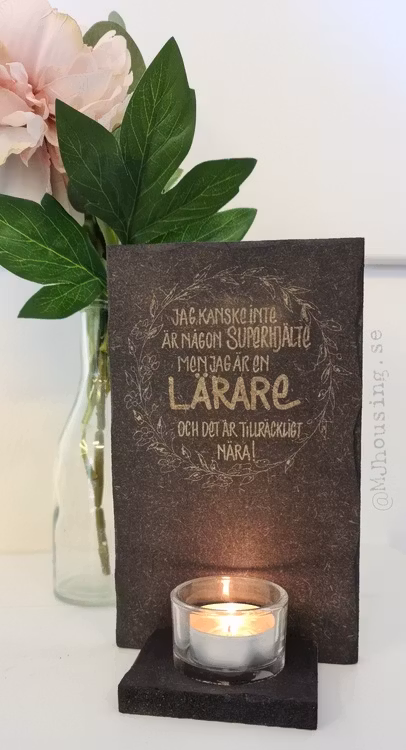 JAG KANSKE INTE
ÄR NÅGON SUPERHJÄLTE
MEN JAG ÄR EN
LÄRARE
OCH DET ÄR TILLRÄCKLIGT
NÄRA!
@MJhousing.se